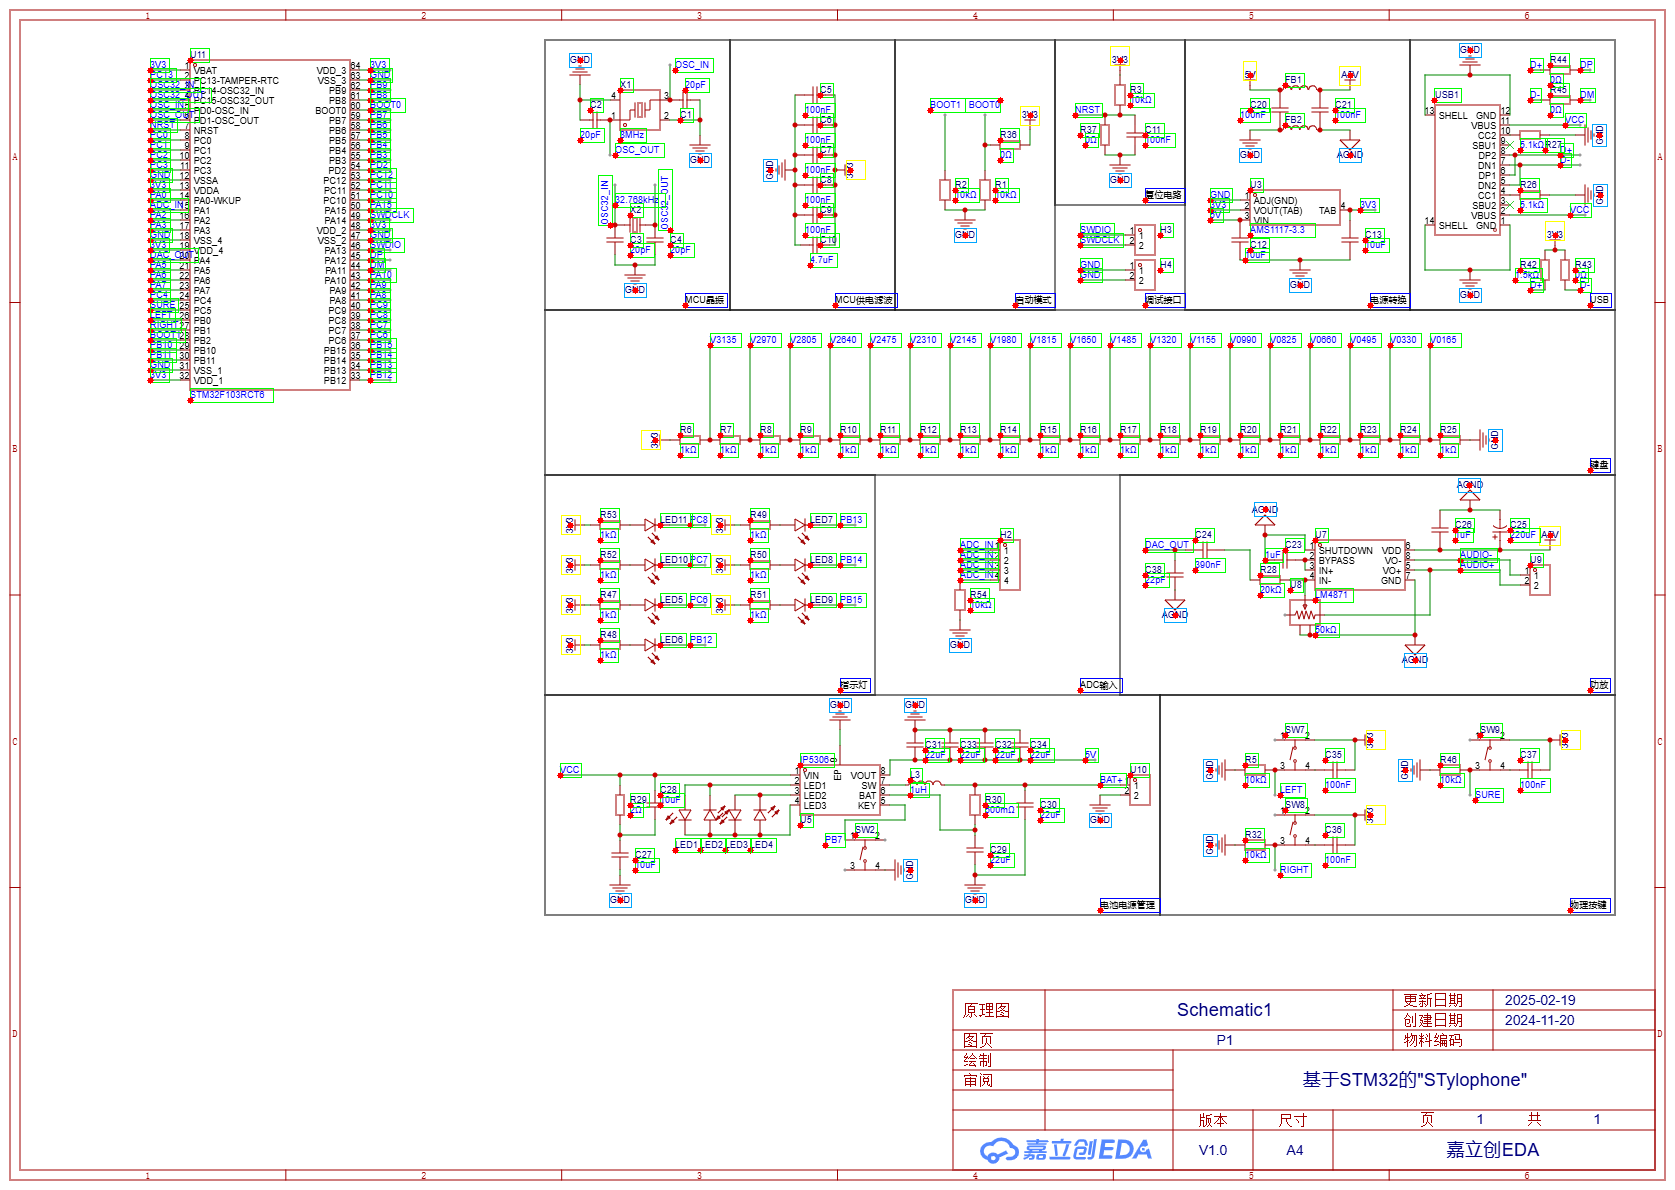 U11
STM32F103RCT6
VBAT
PC13-TAMPER-RTC
PC14-OSC32_IN
PC15-OSC32_OUT
PD0-OSC_IN
PD1-OSC_OUT
NRST
PC0
PC1
PC2
PC3
VSSA
VDDA
PA0-WKUP
PA1
PA2
PA3
VSS_4
VDD_4
PA4
PA5
PA6
PA7
PC4
PC5
PB0
PB1
PB2
PB10
PB11
VSS_1
VDD_1
VDD_3
VSS_3
PB9
PB8
BOOT0
PB7
PB6
PB5
PB4
PB3
PD2
PC12
PC11
PC10
PA15
PA14
VDD_2
VSS_2
PA13
PA12
PA11
PA10
PA9
PA8
PC9
PC8
PC7
PC6
PB15
PB14
PB13
PB12
GND
OSC_IN
X1
20pF
C2
C1
20pF
8MHz
OSC_OUT
GND
OSC32_IN
OSC32_OUT
32.768kHz
X2
C3
20pF
C4
20pF
GND
MCU晶振
C5
100nF
C6
100nF
C7
100nF
C8
100nF
C9
100nF
C10
4.7uF
GND
3V3
MCU供电滤波
BOOT1 BOOT0
3V3
R36
0Ω
R2
10kΩ
R1
10kΩ
GND
启动模式
3V3
R3
10kΩ
NRST
R37
0Ω
C11
100nF
GND
复位电路
SWDIO
SWDCLK
H3
GND
GND
H4
调试接口
5V
FB1
A5V
C20
100nF
C21
100nF
FB2
GND
AGND
U3
GND
3V3
5V
ADJ(GND)
VOUT(TAB)
VIN
TAB
3V3
AMS1117-3.3
C12
10uF
C13
10uF
GND
电源转换
GND
USB1
SHELL
GND
VBUS
CC2
SBU1
DP2
DN1
DP1
DN2
CC1
SBU2
VBUS
GND
SHELL
D+
R44
DP
0Ω
D-
R45
DM
0Ω
VCC
GND
5.1kΩ
R27
R26
5.1kΩ
GND
VCC
3V3
R42
1.5kΩ
D+
R43
D-
GND
USB
V3135 V2970 V2805 V2640 V2475 V2310 V2145 V1980 V1815 V1650 V1485 V1320 V1155 V0990 V0825 V0660 V0495 V0330 V0165
R6 R7 R8 R9 R10 R11 R12 R13 R14 R15 R16 R17 R18 R19 R20 R21 R22 R23 R24 R25
3V3
GND
1kΩ 1kΩ 1kΩ 1kΩ 1kΩ 1kΩ 1kΩ 1kΩ 1kΩ 1kΩ 1kΩ 1kΩ 1kΩ 1kΩ 1kΩ 1kΩ 1kΩ 1kΩ 1kΩ 1kΩ
键盘
3V3 R53 1kΩ LED11 PC8
3V3 R49 1kΩ LED7 PB13
3V3 R52 1kΩ LED10 PC7
3V3 R50 1kΩ LED8 PB14
3V3 R47 1kΩ LED5 PC6
3V3 R51 1kΩ LED9 PB15
3V3 R48 1kΩ LED6 PB12
指示灯
H2
R54
10kΩ
GND
ADC输入
DAC_OUT
C24
390nF
C38
22pF
AGND
AGND
C23
1uF
R28
20kΩ
U8
50kΩ
U7
SHUTDOWN
BYPASS
IN+
IN-
VDD
VO-
VO+
GND
LM4871
AGND
C26
1uF
C25
220uF
A5V
AUDIO-
AUDIO+
U9
AGND
功放
VCC
R29
2Ω
C28
10uF
C27
10uF
GND
LED1 LED2 LED3 LED4
GND
IP5306
VIN
LED1
LED2
LED3
EP
VOUT
SW
BAT
KEY
U5
PB7
SW2
GND
GND
C31
22uF
C33
22uF
C32
22uF
C34
22uF
5V
L3
1uH
R30
500mΩ
C30
22uF
C29
22uF
GND
BAT+
U10
GND
电池电源管理
SW7
3V3
GND
R5
10kΩ
C35
100nF
LEFT
SW8
3V3
GND
R32
10kΩ
C36
100nF
RIGHT
SW9
3V3
GND
R46
10kΩ
C37
100nF
SURE
物理按键
原理图
Schematic1
更新日期
2025-02-19
创建日期
2024-11-20
图页
P1
物料编码
绘制
审阅
基于STM32的"STylophone"
版本
尺寸
页 1 共 1
嘉立创EDA
V1.0
A4
嘉立创EDA